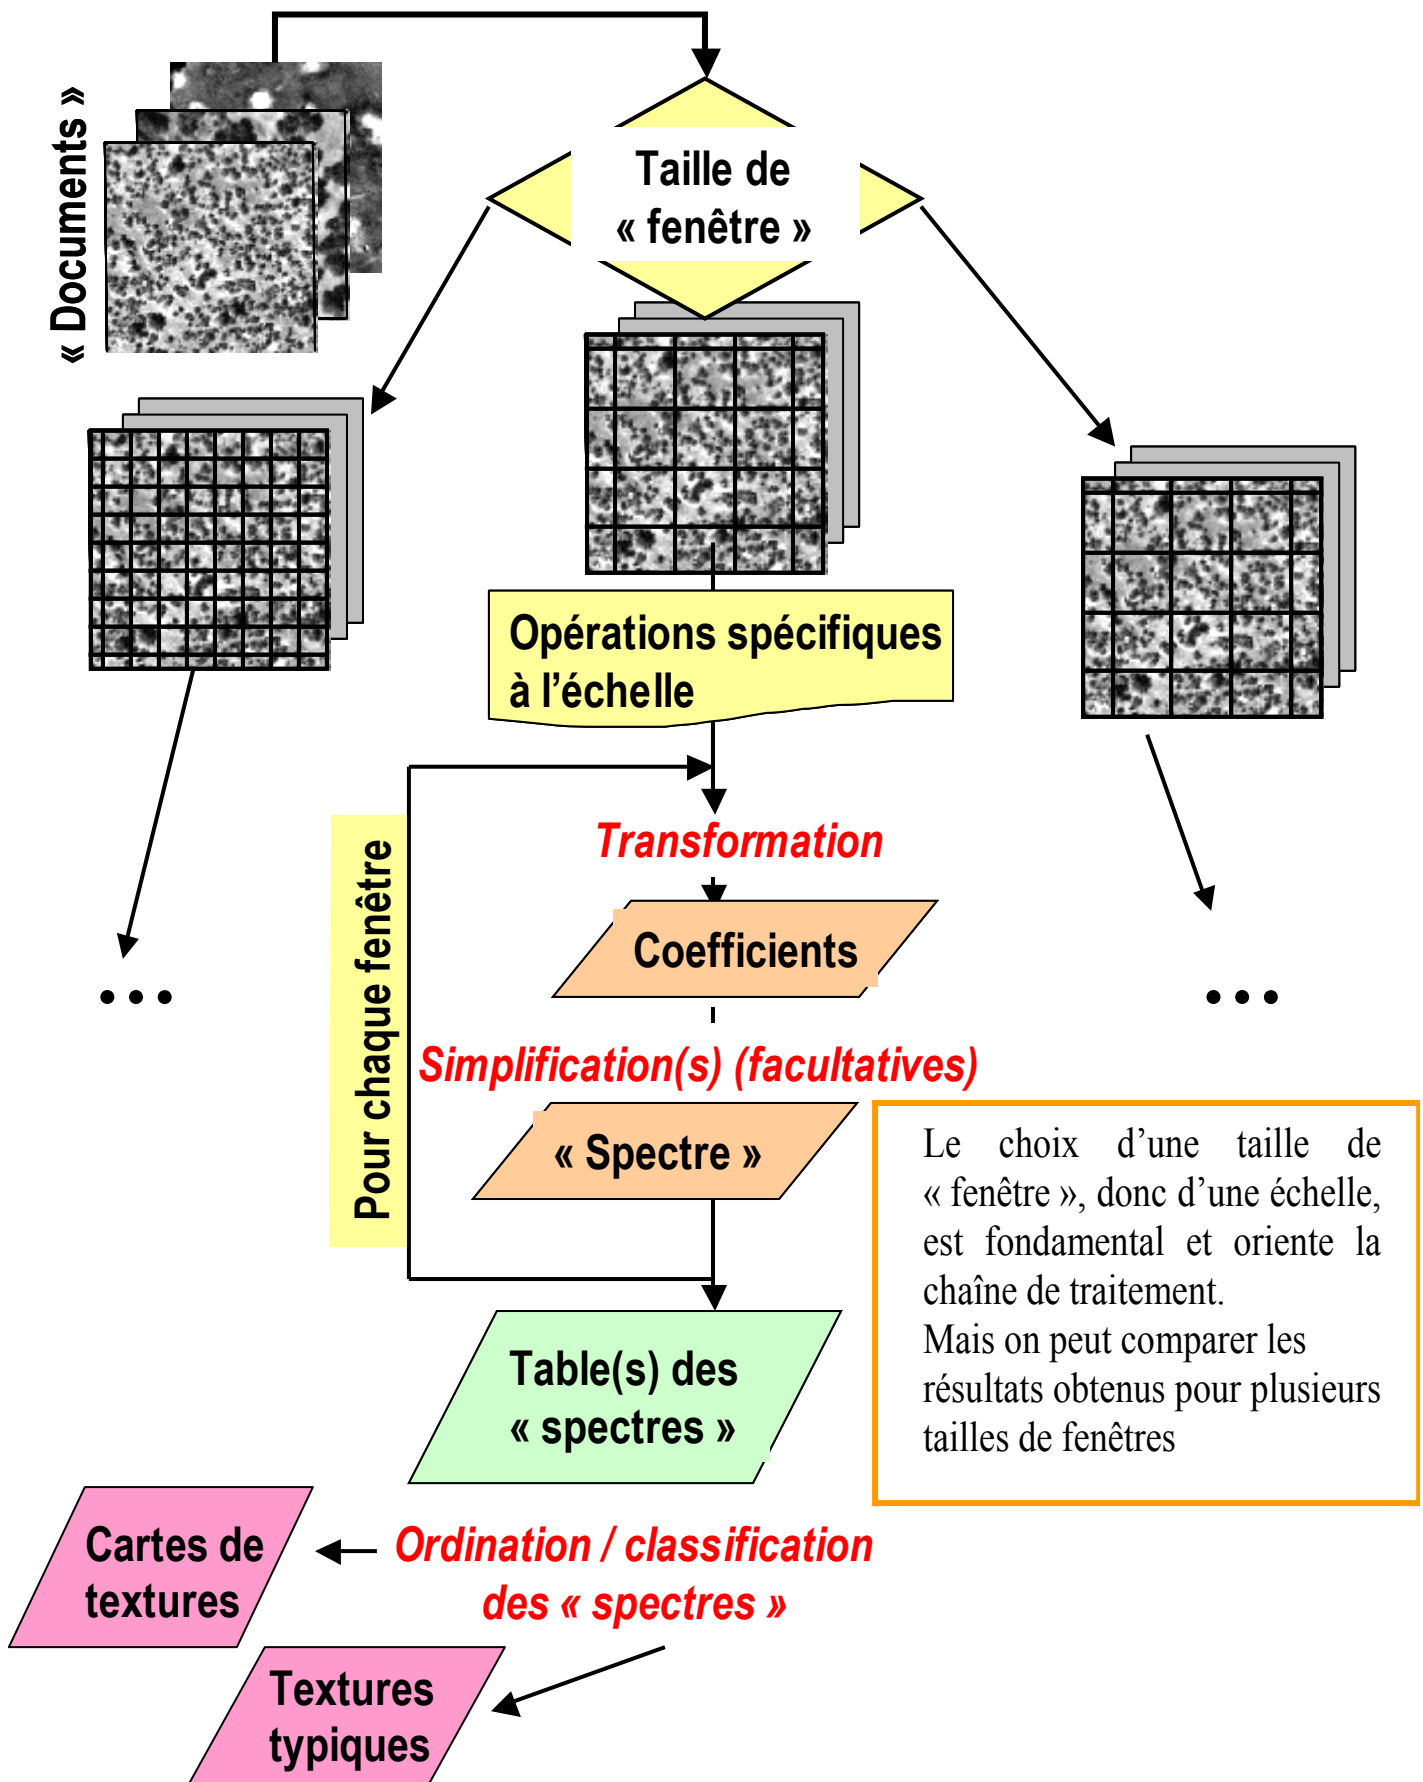 « Documents »
Taille de
« fenêtre »
Opérations spécifiques
à l’échelle
Pour chaque fenêtre
Transformation
Coefficients
...
...
Simplification(s) (facultatives)
« Spectre »
Le choix d’une taille de
« fenêtre », donc d’une échelle,
est fondamental et oriente la
chaîne de traitement.
Mais on peut comparer les
résultats obtenus pour plusieurs
tailles de fenêtres
Table(s) des
« spectres »
Ordination / classification
des « spectres »
Cartes de
textures
Textures
typiques